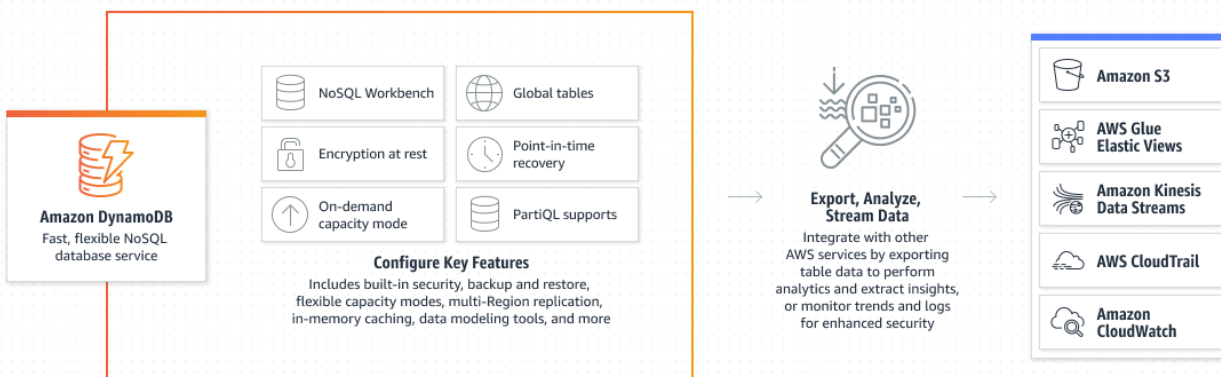 Amazon DynamoDB
Fast, flexible NoSQL
database service
NoSQL Workbench
Global tables
Encryption at rest
Point-in-time
recovery
On-demand
capacity mode
PartiQL supports
Configure Key Features
Includes built-in security, backup and restore,
flexible capacity modes, multi-Region replication,
in-memory caching, data modeling tools, and more
Export, Analyze,
Stream Data
Integrate with other
AWS services by exporting
table data to perform
analytics and extract insights,
or monitor trends and logs
for enhanced security
Amazon S3
AWS Glue
Elastic Views
Amazon Kinesis
Data Streams
AWS CloudTrail
Amazon
CloudWatch